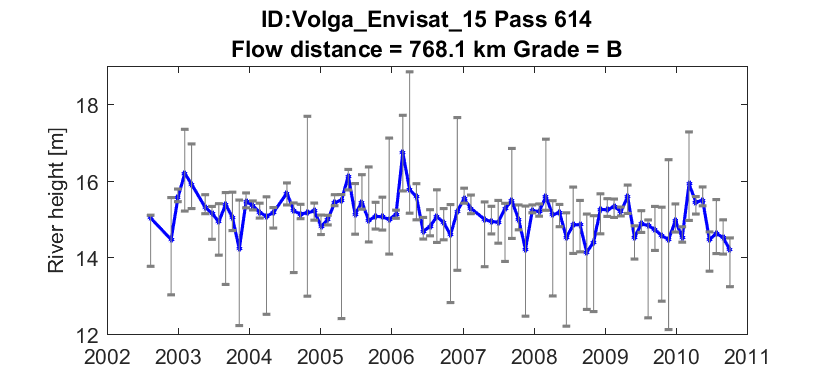 ID:Volga_Envisat_15 Pass 614
Flow distance = 768.1 km Grade = B
River height [m]
18
16
14
12
2002 2003 2004 2005 2006 2007 2008 2009 2010 2011